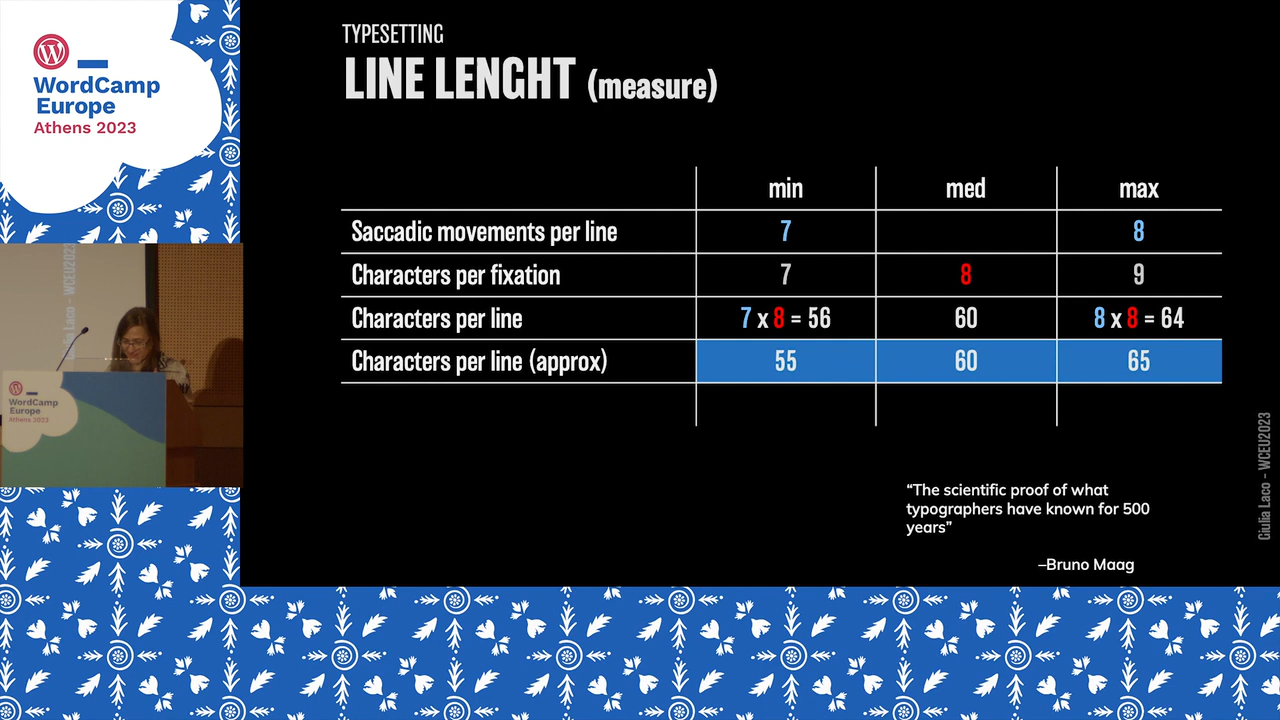 WordCamp
Europe
Athens 2023
TYPESETTING
LINE LENGHT (measure)
min med max
Saccadic movements per line 7 8
Characters per fixation 7 8 9
Characters per line 7 x 8 = 56 60 8 x 8 = 64
Characters per line (approx) 55 60 65
“The scientific proof of what
typographers have known for 500
years”
–Bruno Maag
Giulia Laco – WCEU2023
Giulia Laco – WCEU2023
WordCamp
Europe
Athens 2023